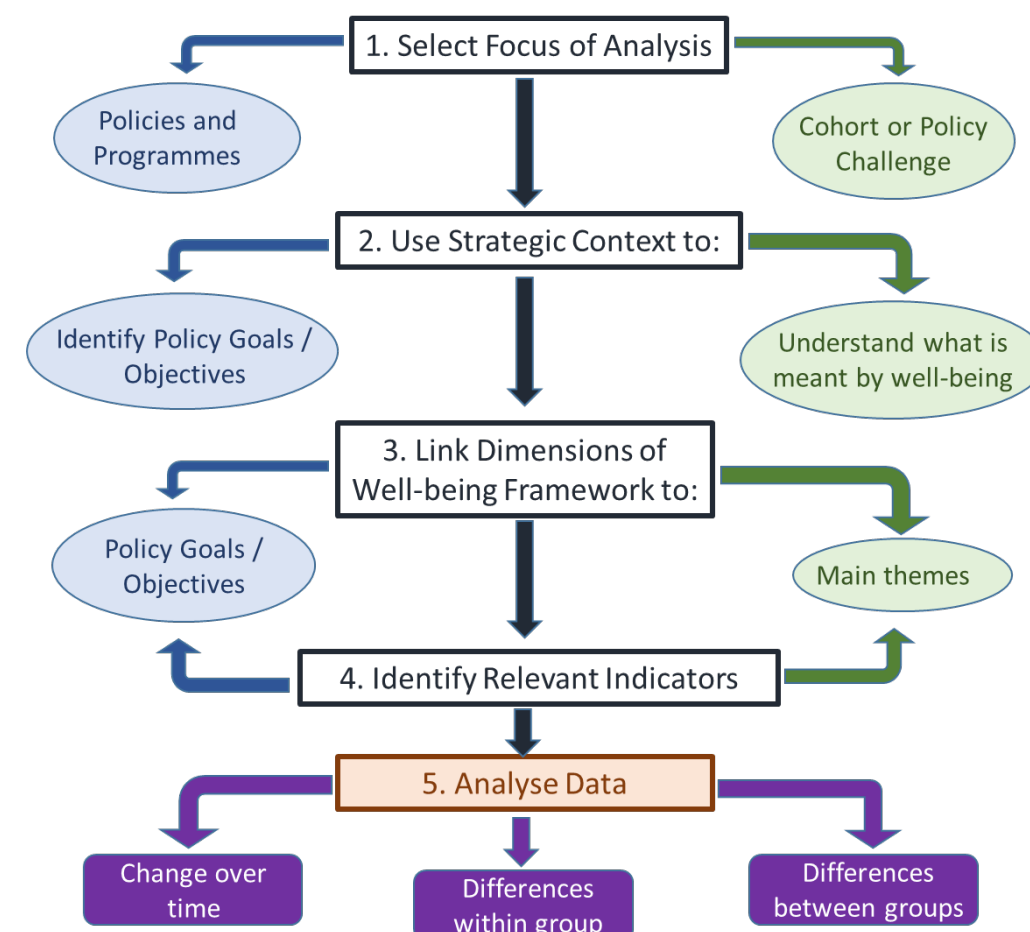 1. Select Focus of Analysis
Policies and
Programmes
Cohort or Policy
Challenge
2. Use Strategic Context to:
Identify Policy Goals /
Objectives
Understand what is
meant by well-being
3. Link Dimensions of
Well-being Framework to:
Policy Goals /
Objectives
Main themes
4. Identify Relevant Indicators
5. Analyse Data
Change over
time
Differences
within group
Differences
between groups